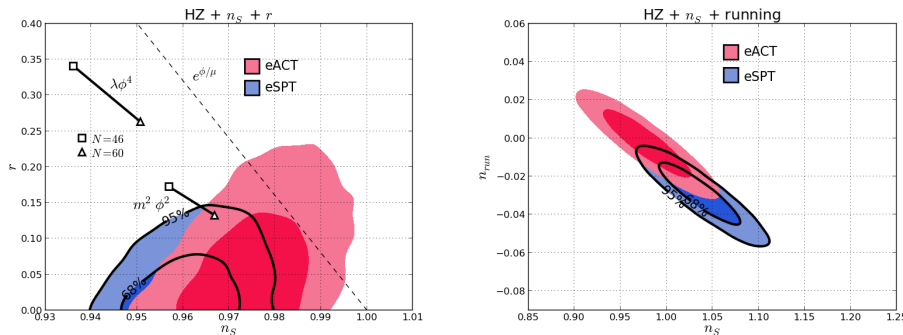 HZ + n_S + r
0.40
0.35
0.30
0.25
0.20
0.15
0.10
0.05
0.00
r
0.93
0.94
0.95
0.96
0.97
0.98
0.99
1.00
1.01
n_S
λϕ⁴
e^{ϕ/μ}
eACT
eSPT
N=46
N=60
m² ϕ²
95%
68%
HZ + n_S + running
0.06
0.04
0.02
0.00
−0.02
−0.04
−0.06
−0.08
n_run
0.85
0.90
0.95
1.00
1.05
1.10
1.15
1.20
1.25
n_S
eACT
eSPT
95%
68%